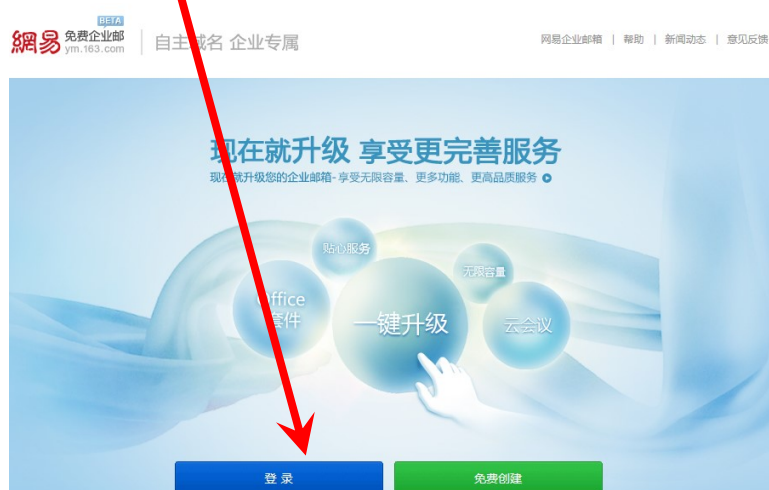 BETA
網易 免费企业邮
ym.163.com
自主域名 企业专属
网易企业邮箱 | 帮助 | 新闻动态 | 意见反馈
现在就升级 享受更完善服务
现在就升级您的企业邮箱-享受无限容量、更多功能、更高品质服务
贴心服务
无限容量
Office
套件
一键升级
云会议
登 录
免费创建